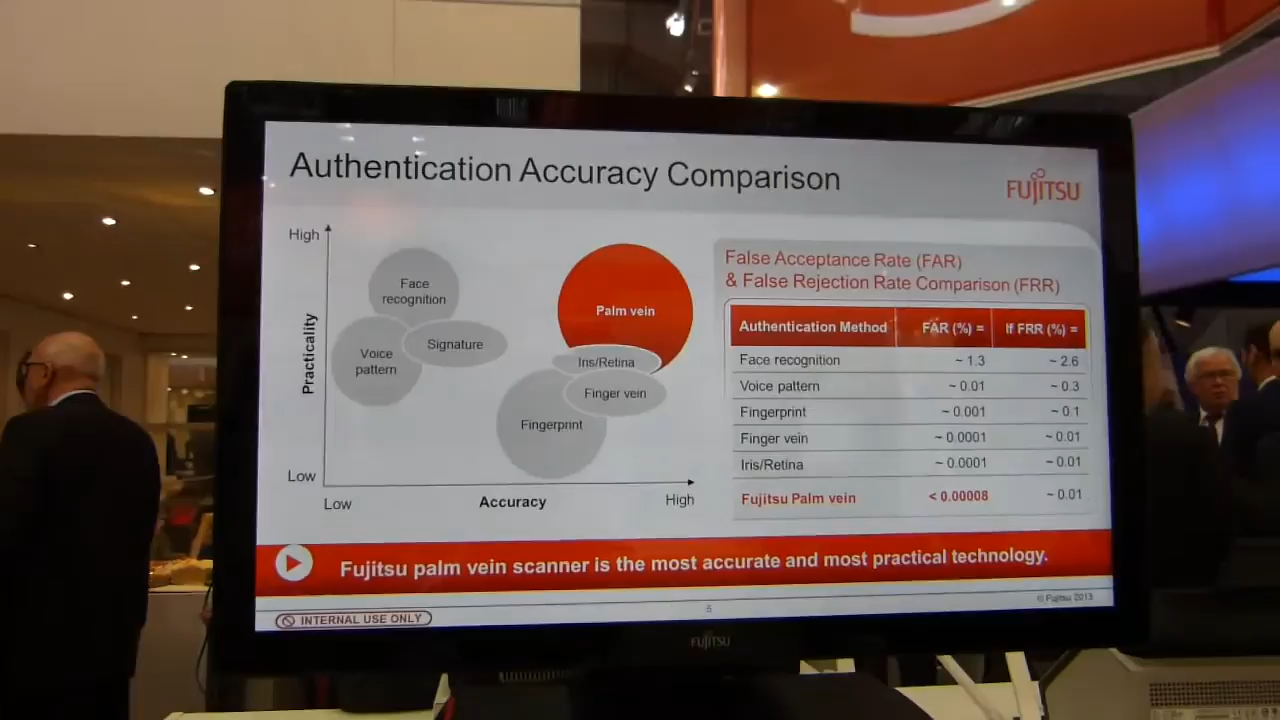 Authentication Accuracy Comparison
FUJITSU
High
Practicality
Low
Low
Accuracy
High
Face
recognition
Voice
pattern
Signature
Palm vein
Iris/Retina
Finger vein
Fingerprint
False Acceptance Rate (FAR)
& False Rejection Rate Comparison (FRR)
Authentication Method FAR (%) = If FRR (%) =
Face recognition ~ 1.3 ~ 2.6
Voice pattern ~ 0.01 ~ 0.3
Fingerprint ~ 0.001 ~ 0.1
Finger vein ~ 0.0001 ~ 0.01
Iris/Retina ~ 0.0001 ~ 0.01
Fujitsu Palm vein < 0.00008 ~ 0.01
Fujitsu palm vein scanner is the most accurate and most practical technology.
INTERNAL USE ONLY
5
© Fujitsu 2013
FUJITSU